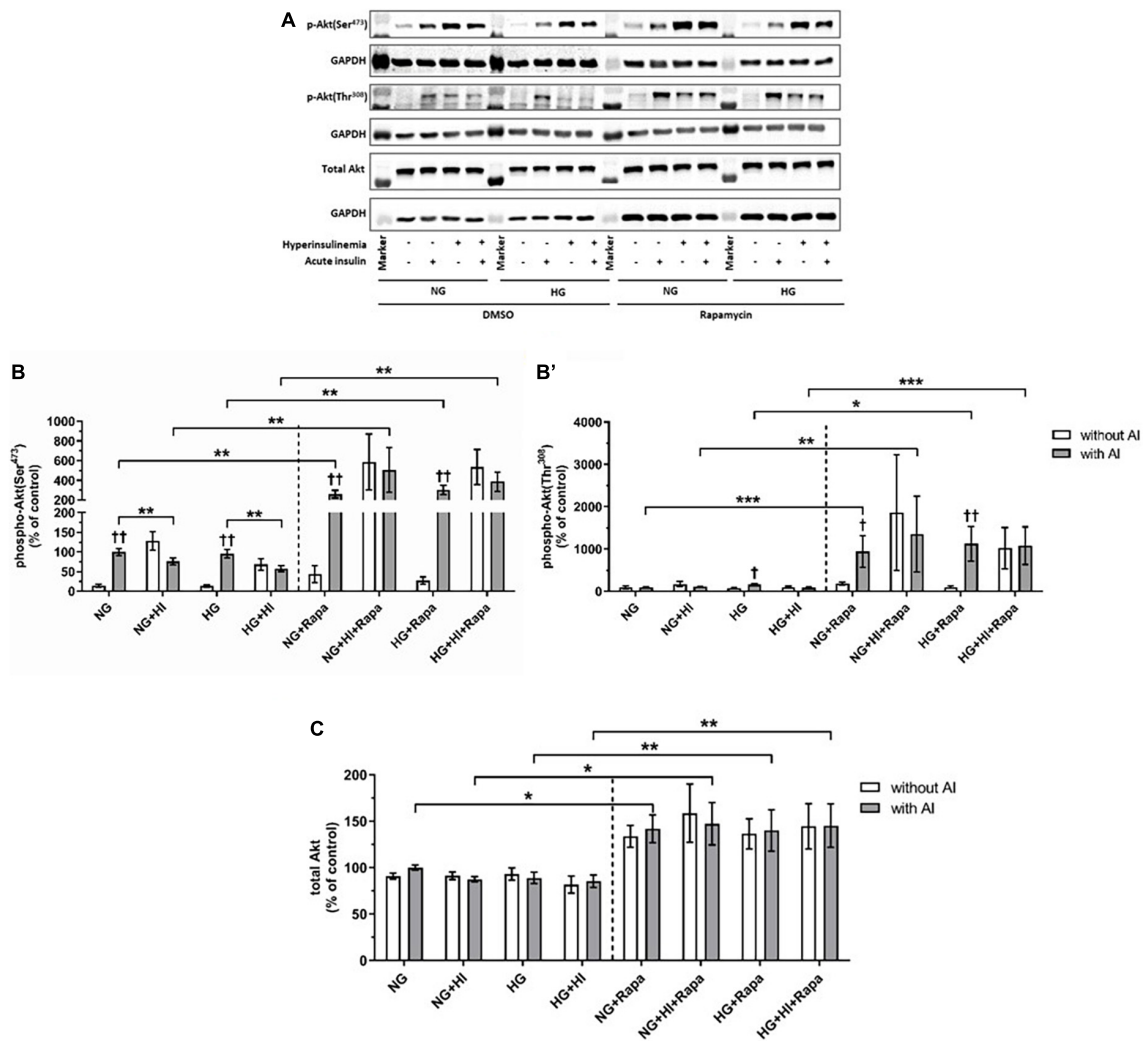 A
p-Akt(Ser473)
GAPDH
p-Akt(Thr308)
GAPDH
Total Akt
GAPDH
Hyperinsulinemia - - + + - - + + - - + + - - + +
Acute insulin - + - + - + - + - + - + - + - +
Marker Marker Marker Marker
NG HG NG HG
DMSO Rapamycin
B
**
**
**
**
phospho-Akt(Ser473)
(% of control)
1000
900
800
700
600
500
400
300
200
200
150
100
50
0
†† ** †† ** †† ††
NG NG+HI HG HG+HI NG+Rapa NG+HI+Rapa HG+Rapa HG+HI+Rapa
B’
***
*
**
***
phospho-Akt(Thr308)
(% of control)
4000
3000
2000
1000
0
† † ††
NG NG+HI HG HG+HI NG+Rapa NG+HI+Rapa HG+Rapa HG+HI+Rapa
without AI
with AI
C
**
**
*
*
total Akt
(% of control)
200
150
100
50
0
NG NG+HI HG HG+HI NG+Rapa NG+HI+Rapa HG+Rapa HG+HI+Rapa
without AI
with AI